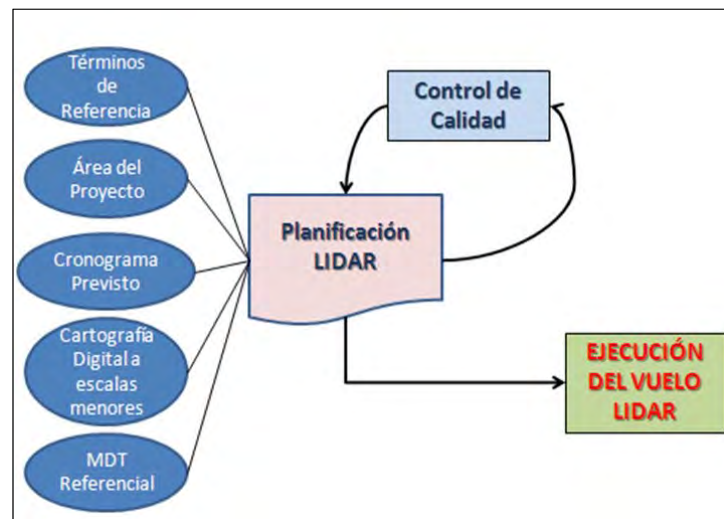 Términos
de
Referencia
Área del
Proyecto
Cronograma
Previsto
Cartografía
Digital a
escalas
menores
MDT
Referencial
Control de
Calidad
Planificación
LIDAR
EJECUCIÓN
DEL VUELO
LIDAR